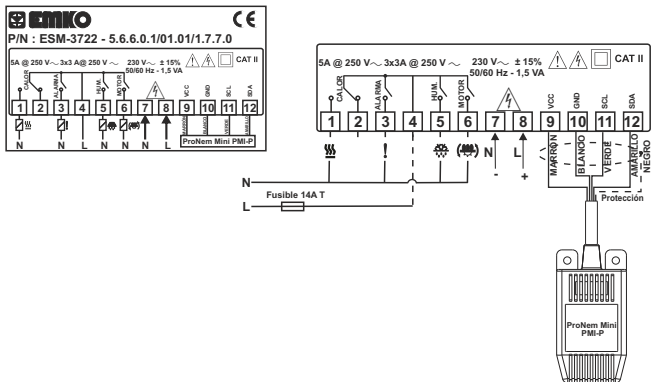 EMKO CE
P/N : ESM-3722 - 5.6.6.0.1/01.01/1.7.7.0
5A @ 250 V～ 3x3 A@ 250 V～ 230 V～ ± 15%
50/60 Hz - 1,5 VA
CAT II
CALOR ALARMA HUM. MOTOR VCC GND SCL SDA
1 2 3 4 5 6 7 8 9 10 11 12
MARRON BLANCO VERDE AMARILLO
N N L N N N L
ProNem Mini PMI-P
5A @ 250 V～ 3x3A @ 250 V～ 230 V～ ± 15%
50/60 Hz - 1,5 VA
CAT II
CALOR ALARMA HUM. MOTOR VCC GND SCL SDA
1 2 3 4 5 6 7 8 9 10 11 12
! N L
- +
MARRON BLANCO VERDE AMARILLO NEGRO
N
Fusible 14A T
L
Protección
ProNem Mini
PMI-P